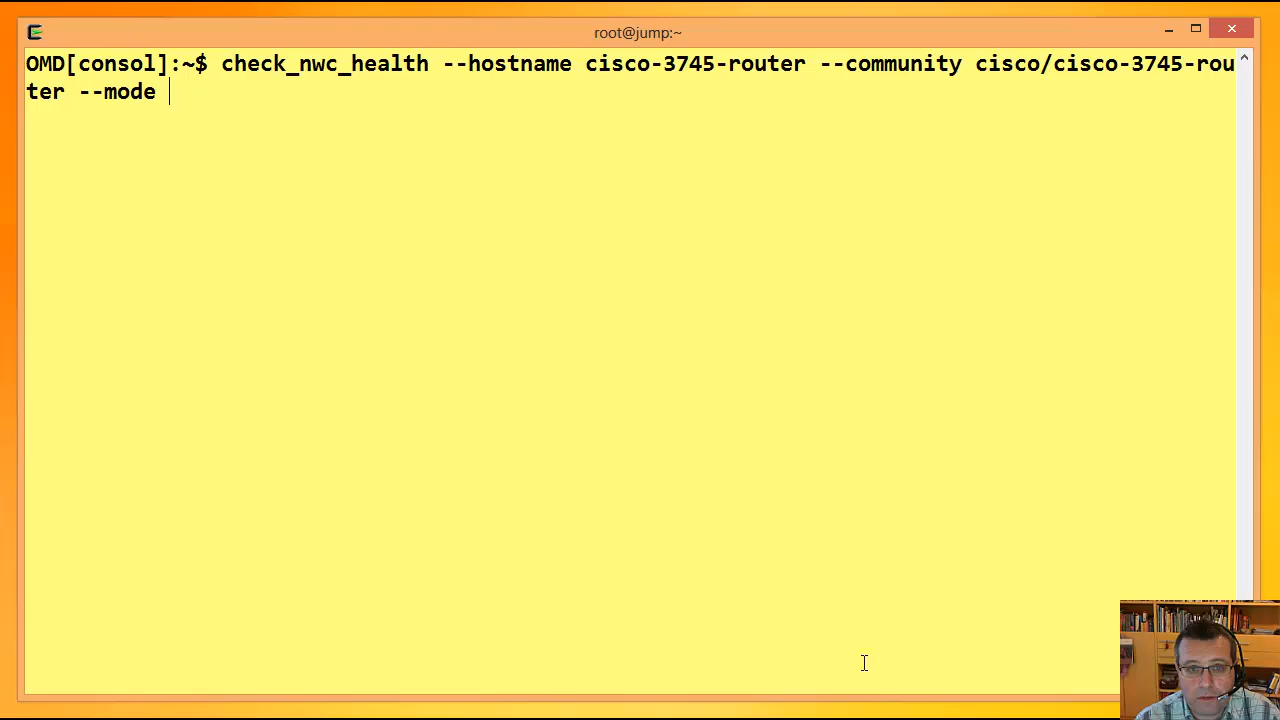 root@jump:~
OMD[consol]:~$ check_nwc_health --hostname cisco-3745-router --community cisco/cisco-3745-rou
ter --mode